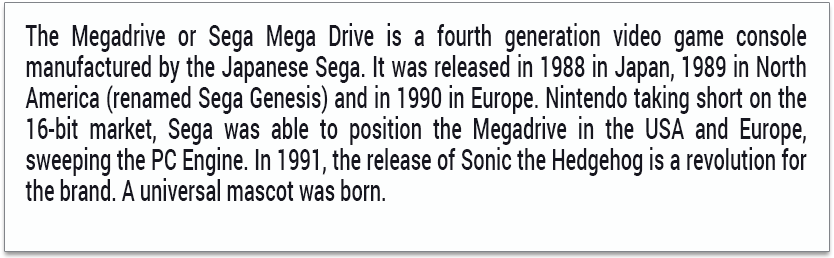 The Megadrive or Sega Mega Drive is a fourth generation video game console
manufactured by the Japanese Sega. It was released in 1988 in Japan, 1989 in North
America (renamed Sega Genesis) and in 1990 in Europe. Nintendo taking short on the
16-bit market, Sega was able to position the Megadrive in the USA and Europe,
sweeping the PC Engine. In 1991, the release of Sonic the Hedgehog is a revolution for
the brand. A universal mascot was born.